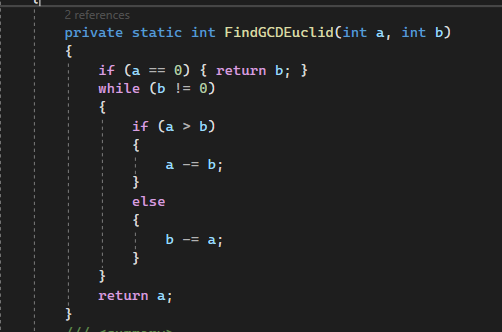 2 references
private static int FindGCDEuclid(int a, int b)
{
if (a == 0) { return b; }
while (b != 0)
{
if (a > b)
{
a -= b;
}
else
{
b -= a;
}
}
return a;
}
/// <summary>